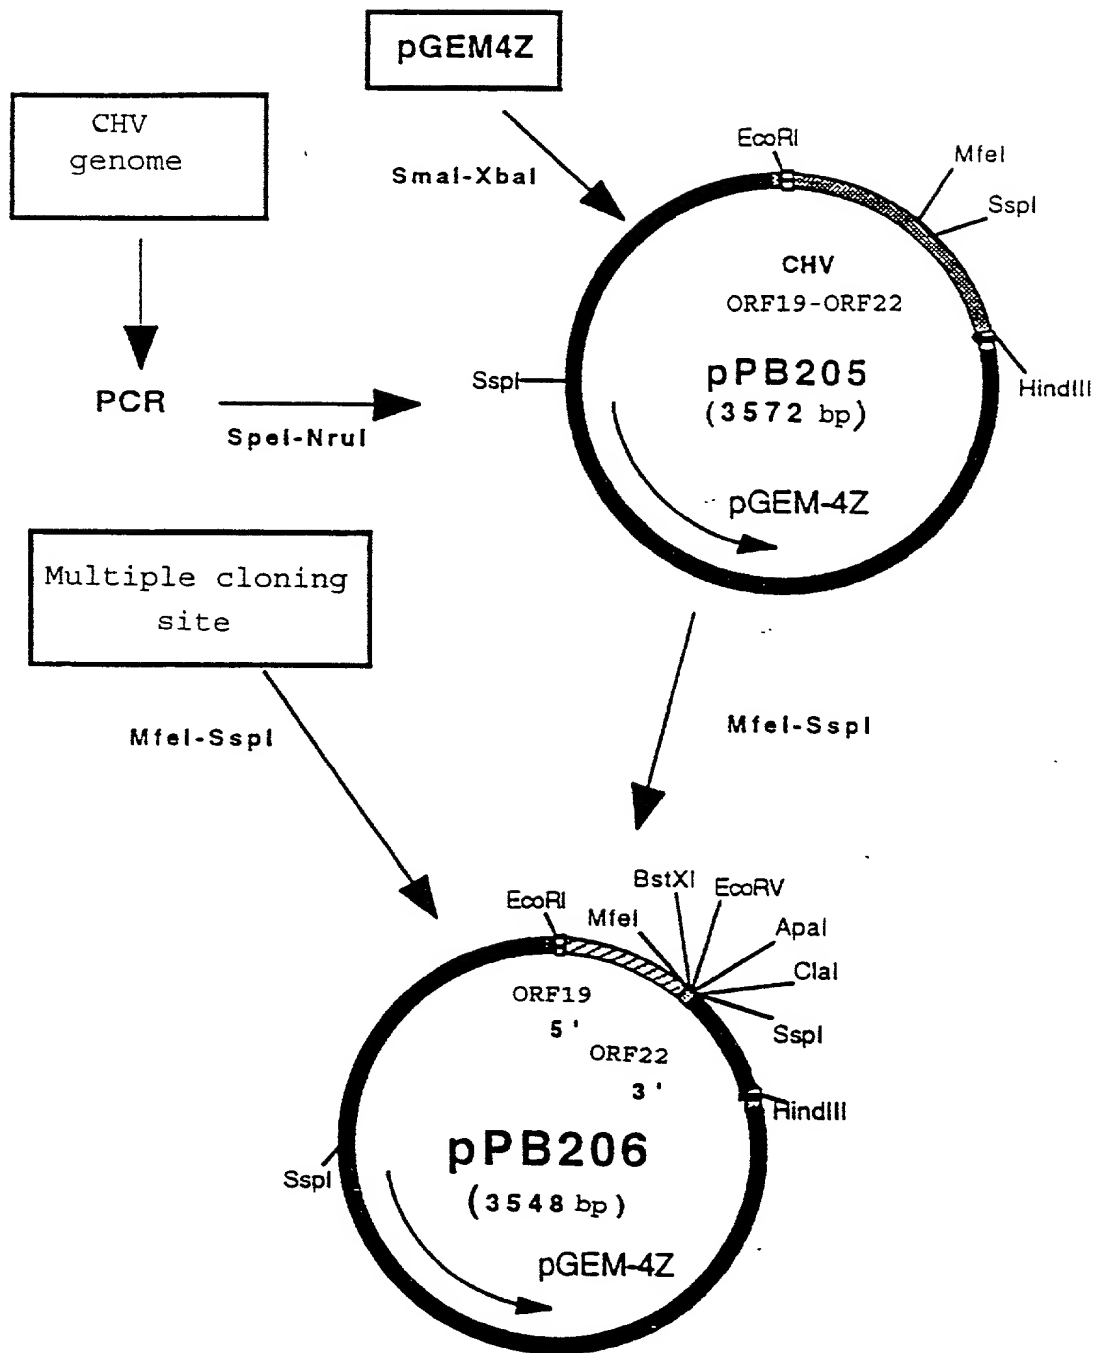 pGEM4Z
CHV
genome
SmaI-XbaI
EcoRI
MfeI
SspI
CHV
ORF19-ORF22
SspI
pPB205
(3572 bp)
HindIII
PCR
SpeI-NruI
pGEM-4Z
Multiple cloning
site
MfeI-SspI
MfeI-SspI
BstXI
EcoRV
EcoRI
MfeI
ApaI
ClaI
SspI
ORF19
5'
ORF22
3'
HindIII
pPB206
(3548 bp)
SspI
pGEM-4Z